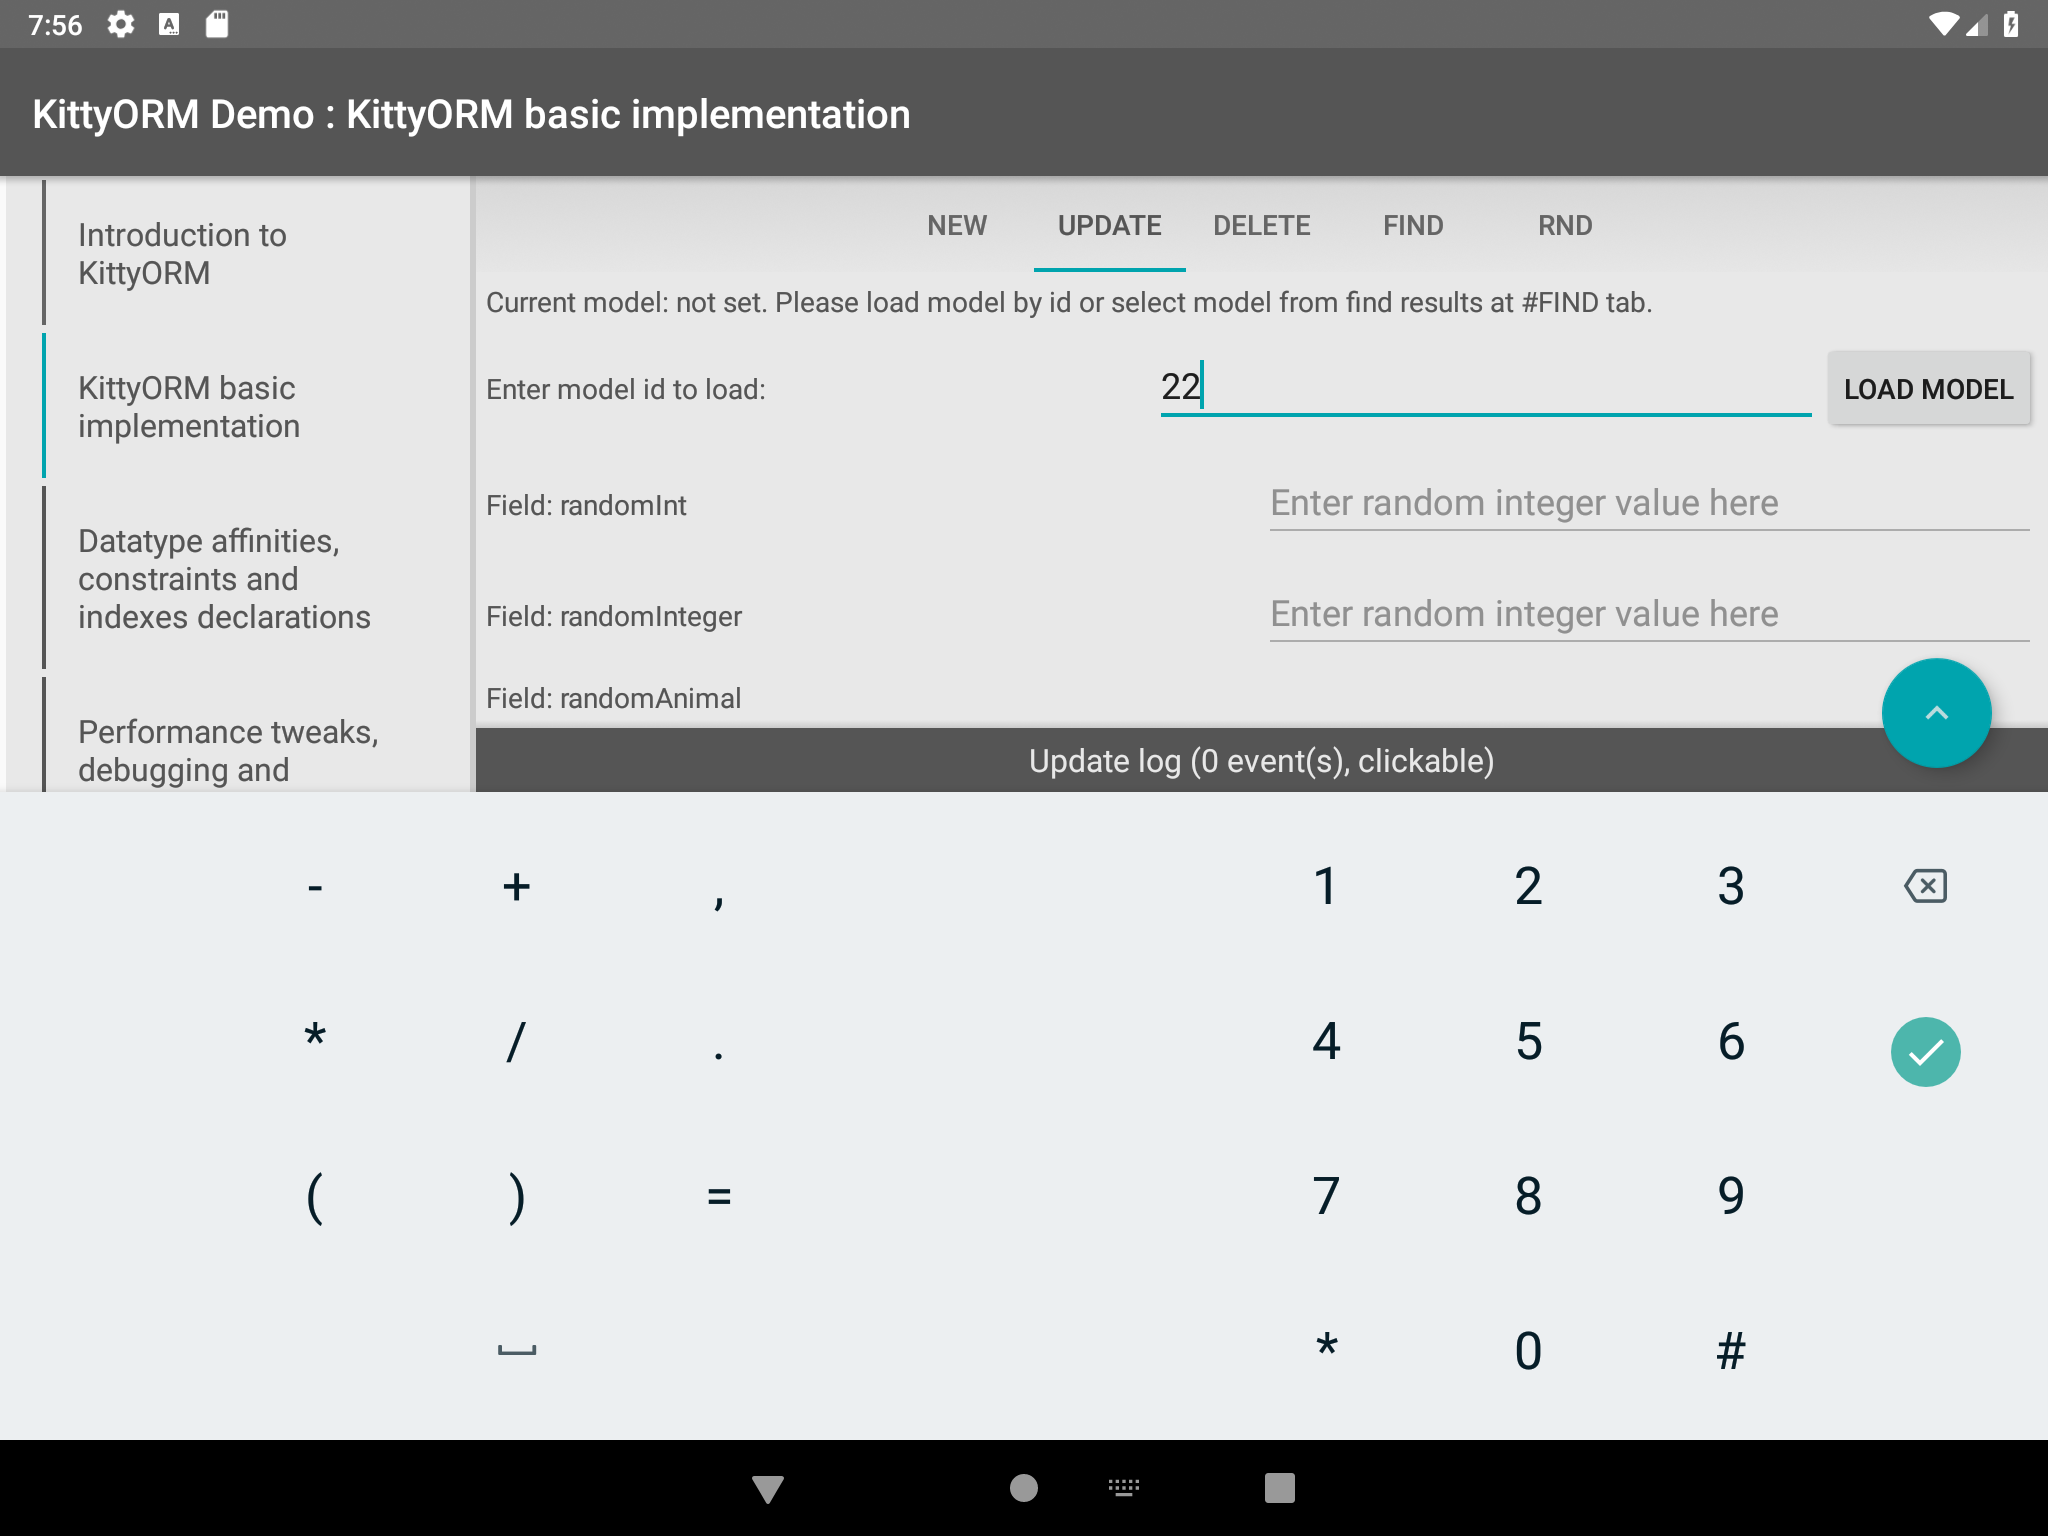 7:56
KittyORM Demo : KittyORM basic implementation
Introduction to
KittyORM
KittyORM basic
implementation
Datatype affinities,
constraints and
indexes declarations
Performance tweaks,
debugging and
NEW UPDATE DELETE FIND RND
Current model: not set. Please load model by id or select model from find results at #FIND tab.
Enter model id to load: 22 LOAD MODEL
Field: randomInt Enter random integer value here
Field: randomInteger Enter random integer value here
Field: randomAnimal
Update log (0 event(s), clickable)
- + , 1 2 3
* / . 4 5 6
( ) = 7 8 9
* 0 #